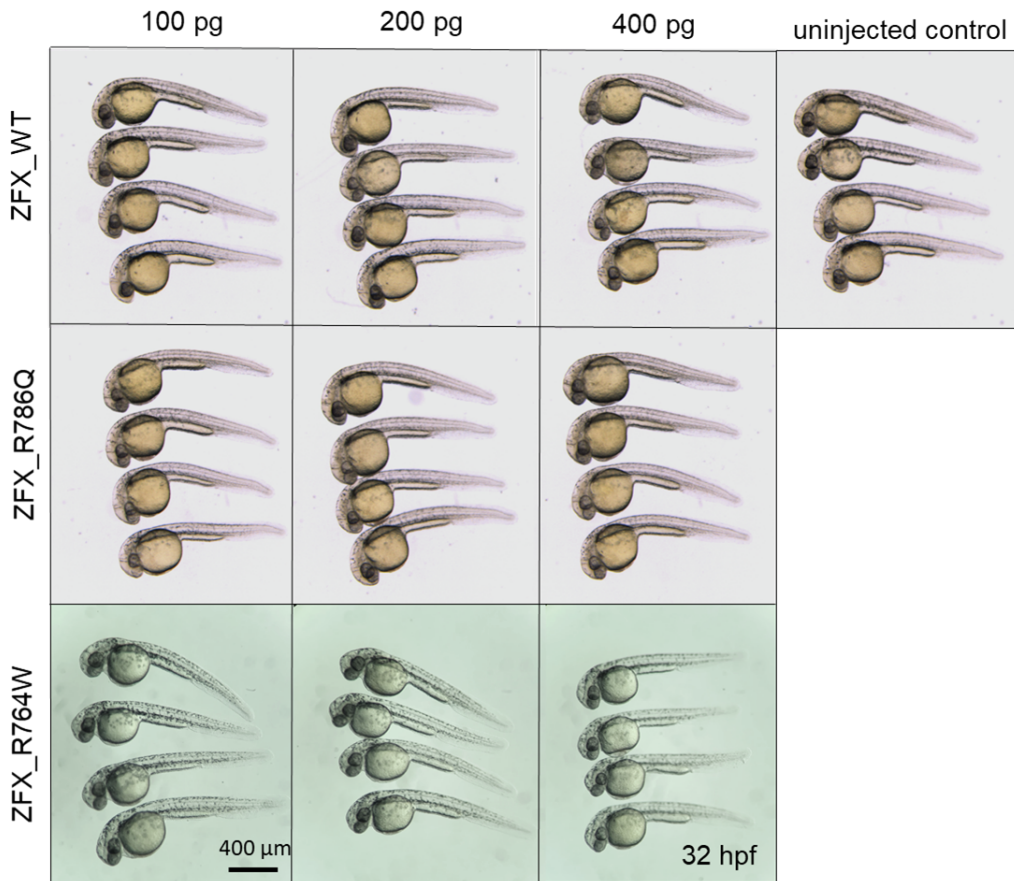 100 pg
200 pg
400 pg
uninjected control
ZFX_WT
ZFX_R786Q
ZFX_R764W
400 µm
32 hpf